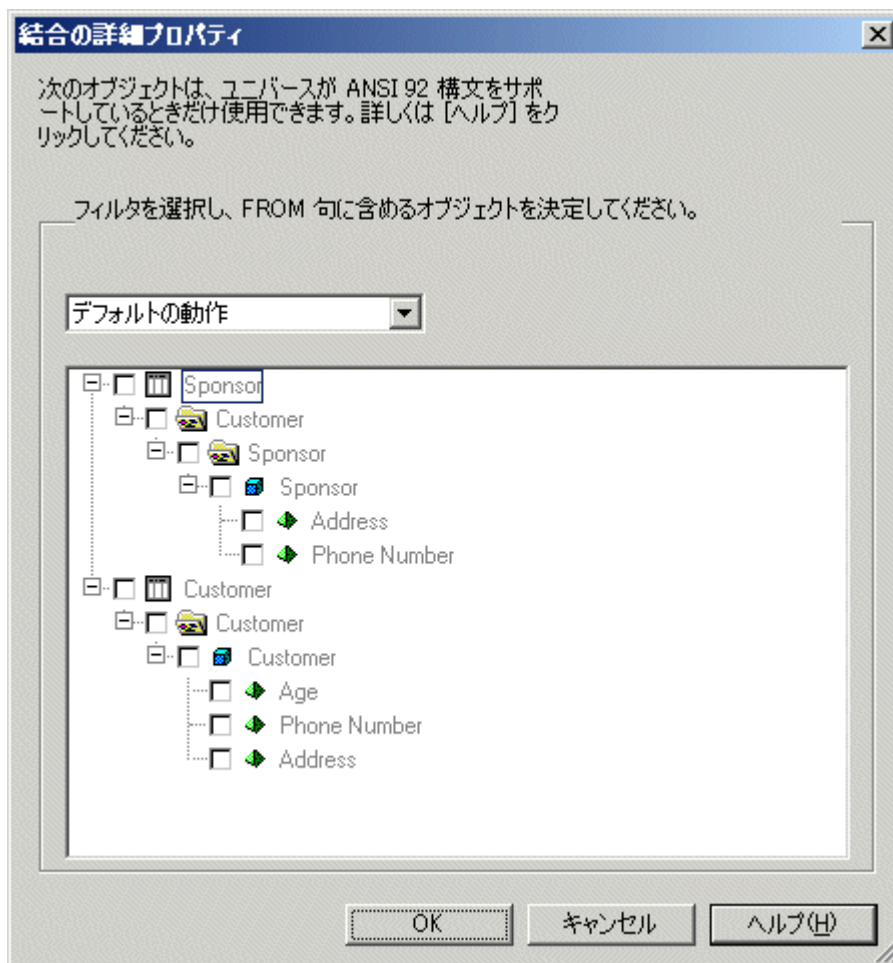 結合の詳細プロパティ
次のオブジェクトは、ユニバースが ANSI 92 構文をサポ
ートしているときだけ使用できます。詳しくは [ヘルプ] をク
リックしてください。
フィルタを選択し、FROM 句に含めるオブジェクトを決定してください。
デフォルトの動作
Sponsor
Customer
Sponsor
Sponsor
Address
Phone Number
Customer
Customer
Customer
Age
Phone Number
Address
OK キャンセル ヘルプ(H)